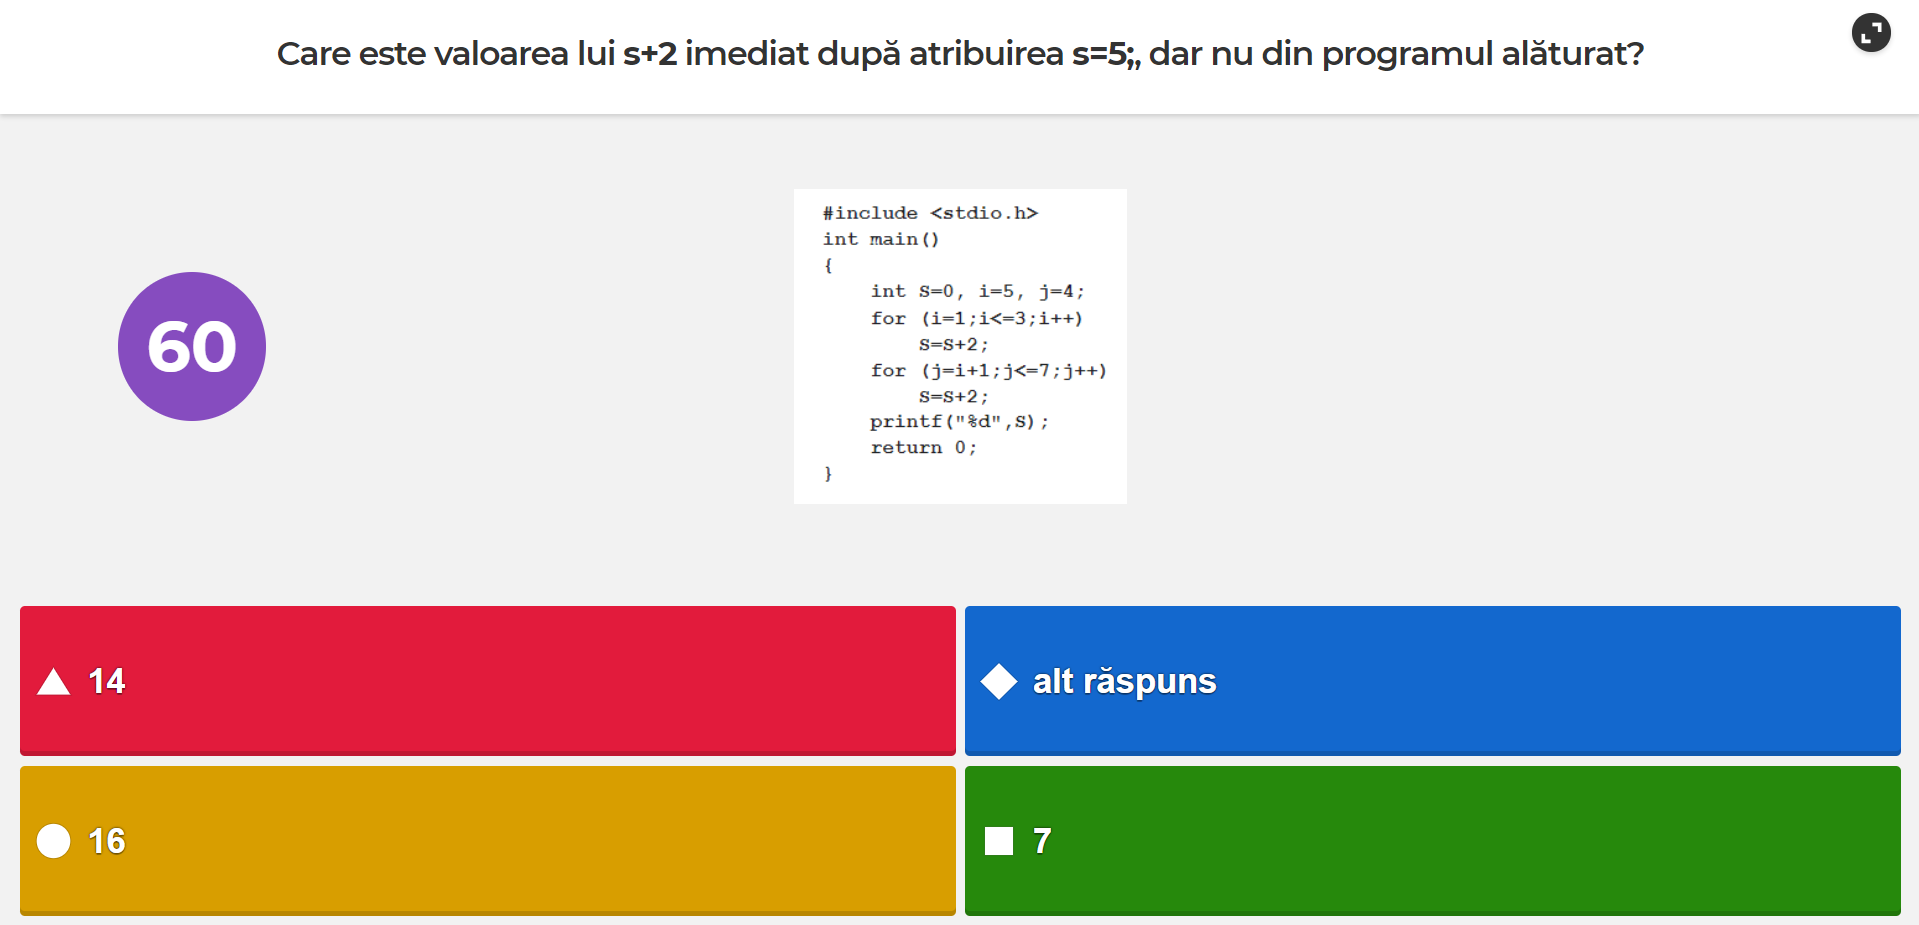 Care este valoarea lui s+2 imediat după atribuirea s=5;, dar nu din programul alăturat?
#include <stdio.h>
int main()
{
    int S=0, i=5, j=4;
    for (i=1;i<=3;i++)
        S=S+2;
    for (j=i+1;j<=7;j++)
        S=S+2;
    printf("%d",S);
    return 0;
}
60
14
alt răspuns
16
7